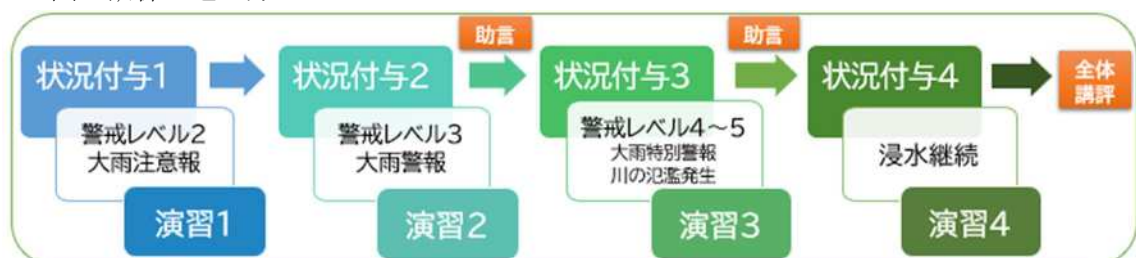 助言
助言
状況付与1
状況付与2
状況付与3
状況付与4
全体
講評
警戒レベル2
大雨注意報
警戒レベル3
大雨警報
警戒レベル4～5
大雨特別警報
川の氾濫発生
浸水継続
演習1
演習2
演習3
演習4